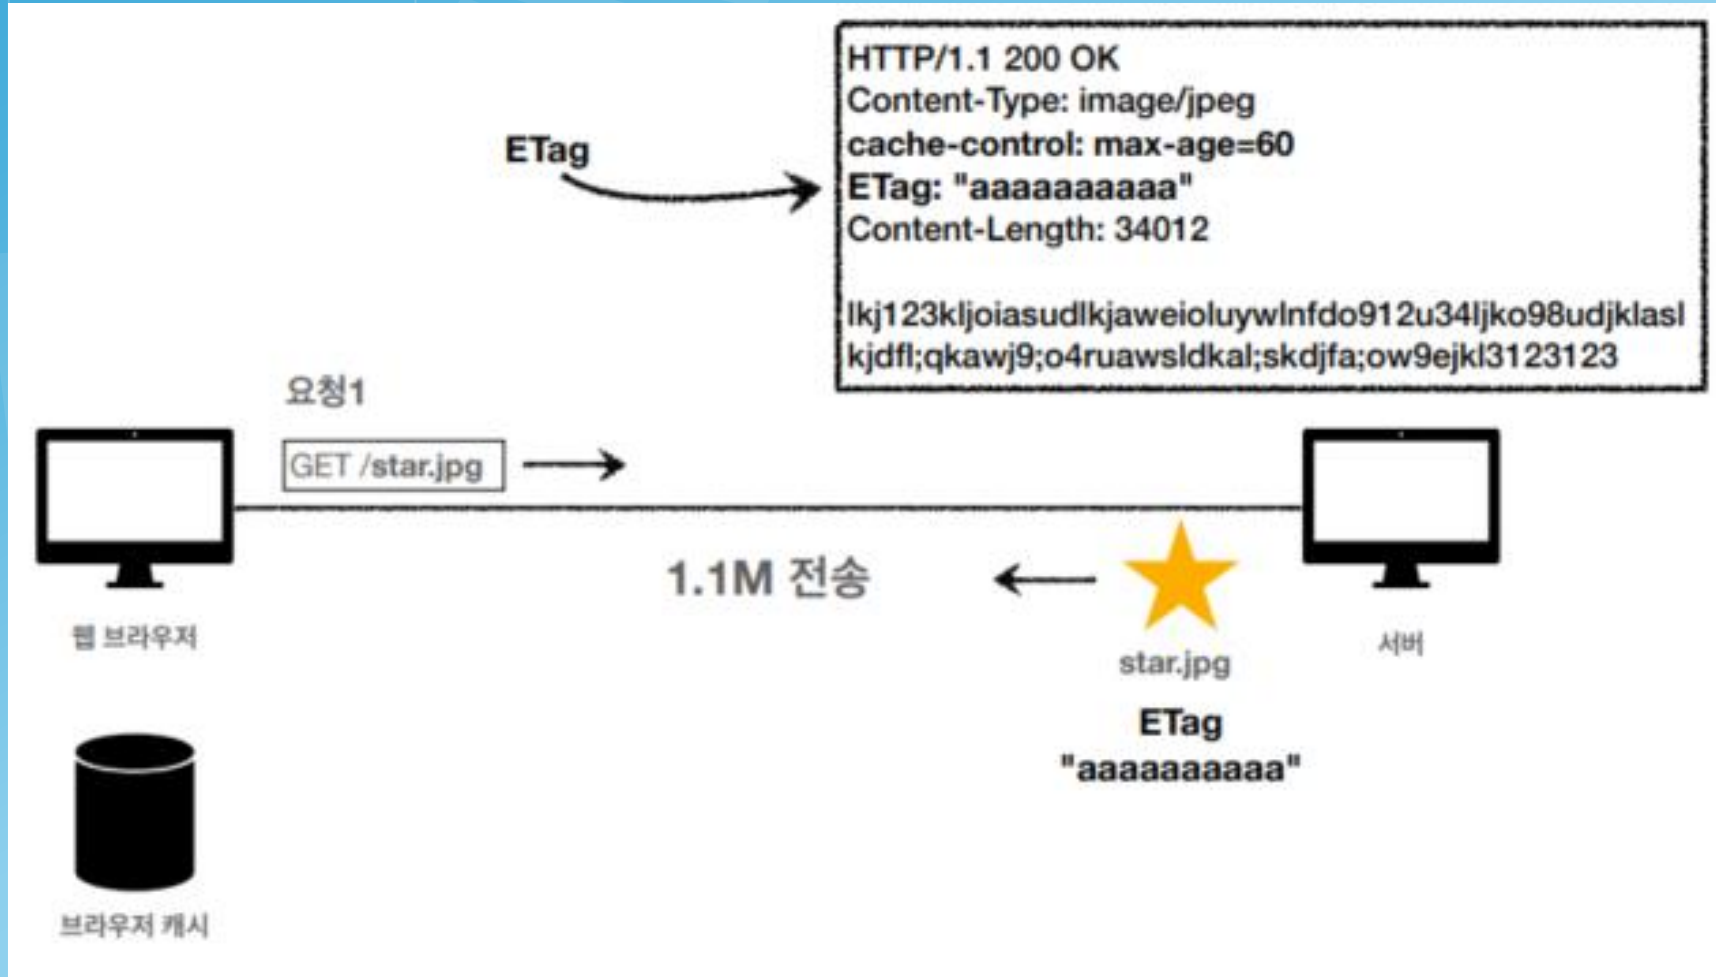 HTTP/1.1 200 OK
Content-Type: image/jpeg
cache-control: max-age=60
ETag: "aaaaaaaaaa"
Content-Length: 34012
lkj123kljoiasudlkjaweioluywlnfdo912u34ljko98udjklasl
kjdfl;qkawj9;o4ruawsldkal;skdjfa;ow9ejkl3123123
ETag
요청1
GET /star.jpg
1.1M 전송
웹 브라우저
서버
star.jpg
ETag
"aaaaaaaaaa"
브라우저 캐시